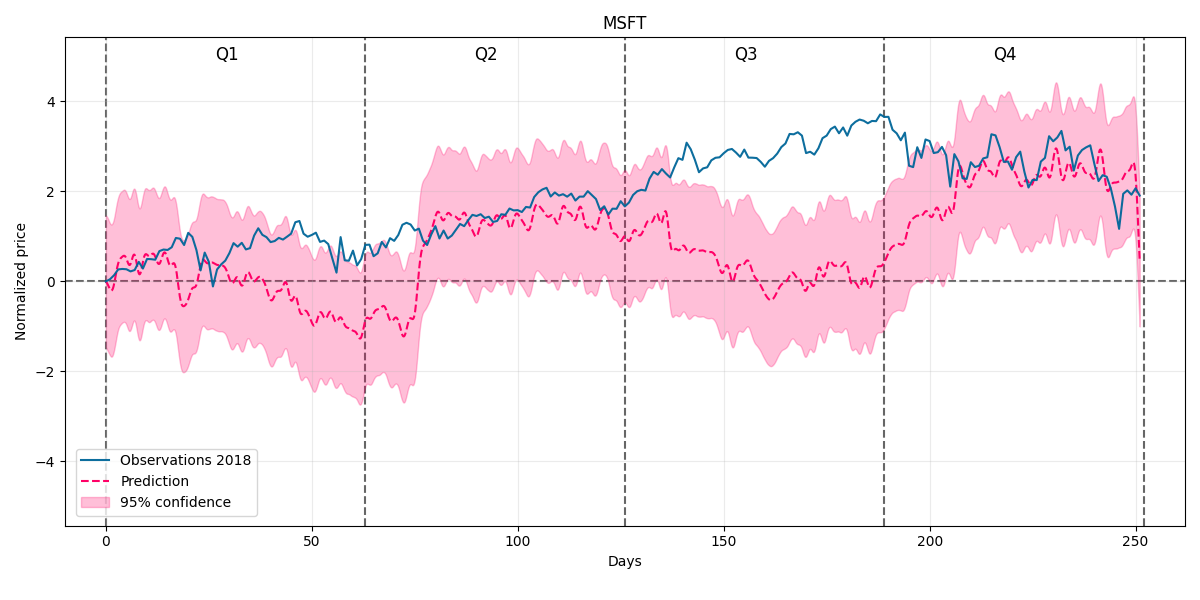 MSFT
Q1 Q2 Q3 Q4
Normalized price
4
2
0
−2
−4
Observations 2018
Prediction
95% confidence
0 50 100 150 200 250
Days